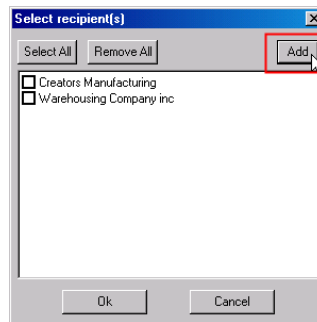 Select recipient(s)
Select All Remove All Add
Creators Manufacturing
Warehousing Company inc
Ok Cancel